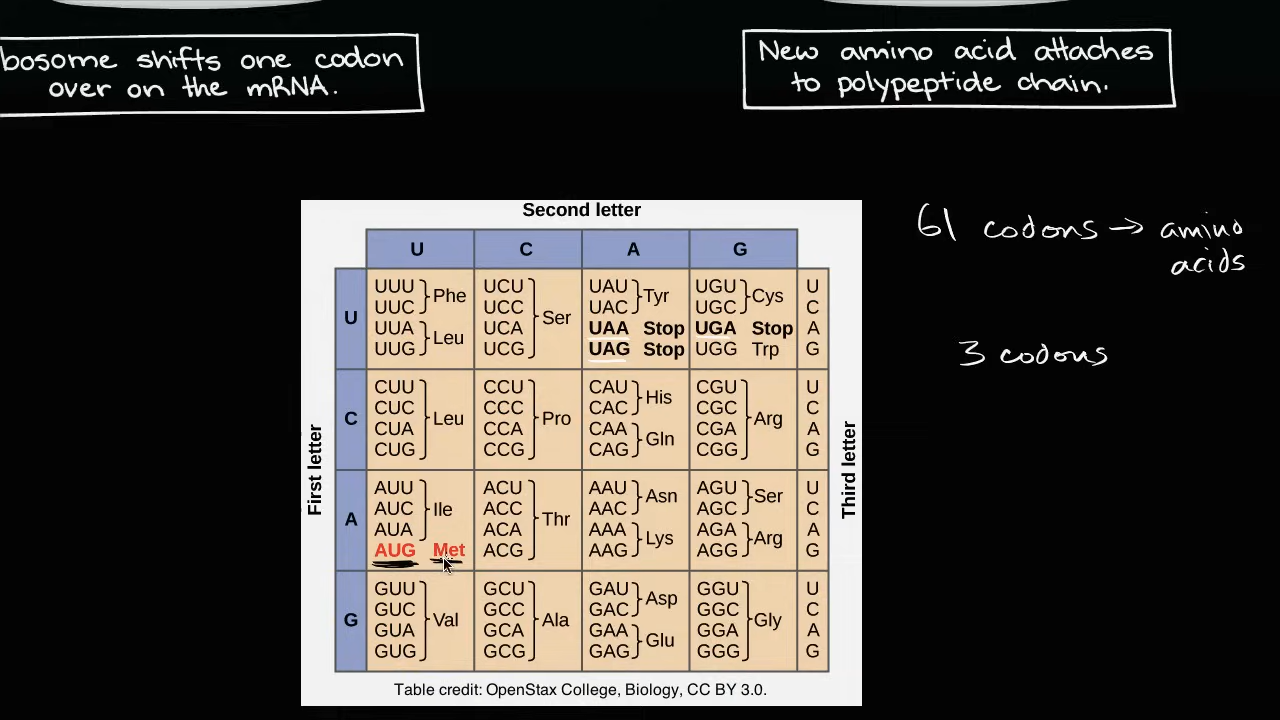 bosome shifts one codon
over on the mRNA.
New amino acid attaches
to polypeptide chain.
61 codons → amino
acids
3 codons
Second letter
U C A G
First letter
Third letter
U
UUU
UUC
Phe
UUA
UUG
Leu
UCU
UCC
UCA
UCG
Ser
UAU
UAC
Tyr
UAA Stop
UAG Stop
UGU
UGC
Cys
UGA Stop
UGG Trp
U
C
A
G
C
CUU
CUC
CUA
CUG
Leu
CCU
CCC
CCA
CCG
Pro
CAU
CAC
His
CAA
CAG
Gln
CGU
CGC
CGA
CGG
Arg
U
C
A
G
A
AUU
AUC
AUA
Ile
AUG Met
ACU
ACC
ACA
ACG
Thr
AAU
AAC
Asn
AAA
AAG
Lys
AGU
AGC
Ser
AGA
AGG
Arg
U
C
A
G
G
GUU
GUC
GUA
GUG
Val
GCU
GCC
GCA
GCG
Ala
GAU
GAC
Asp
GAA
GAG
Glu
GGU
GGC
GGA
GGG
Gly
U
C
A
G
Table credit: OpenStax College, Biology, CC BY 3.0.